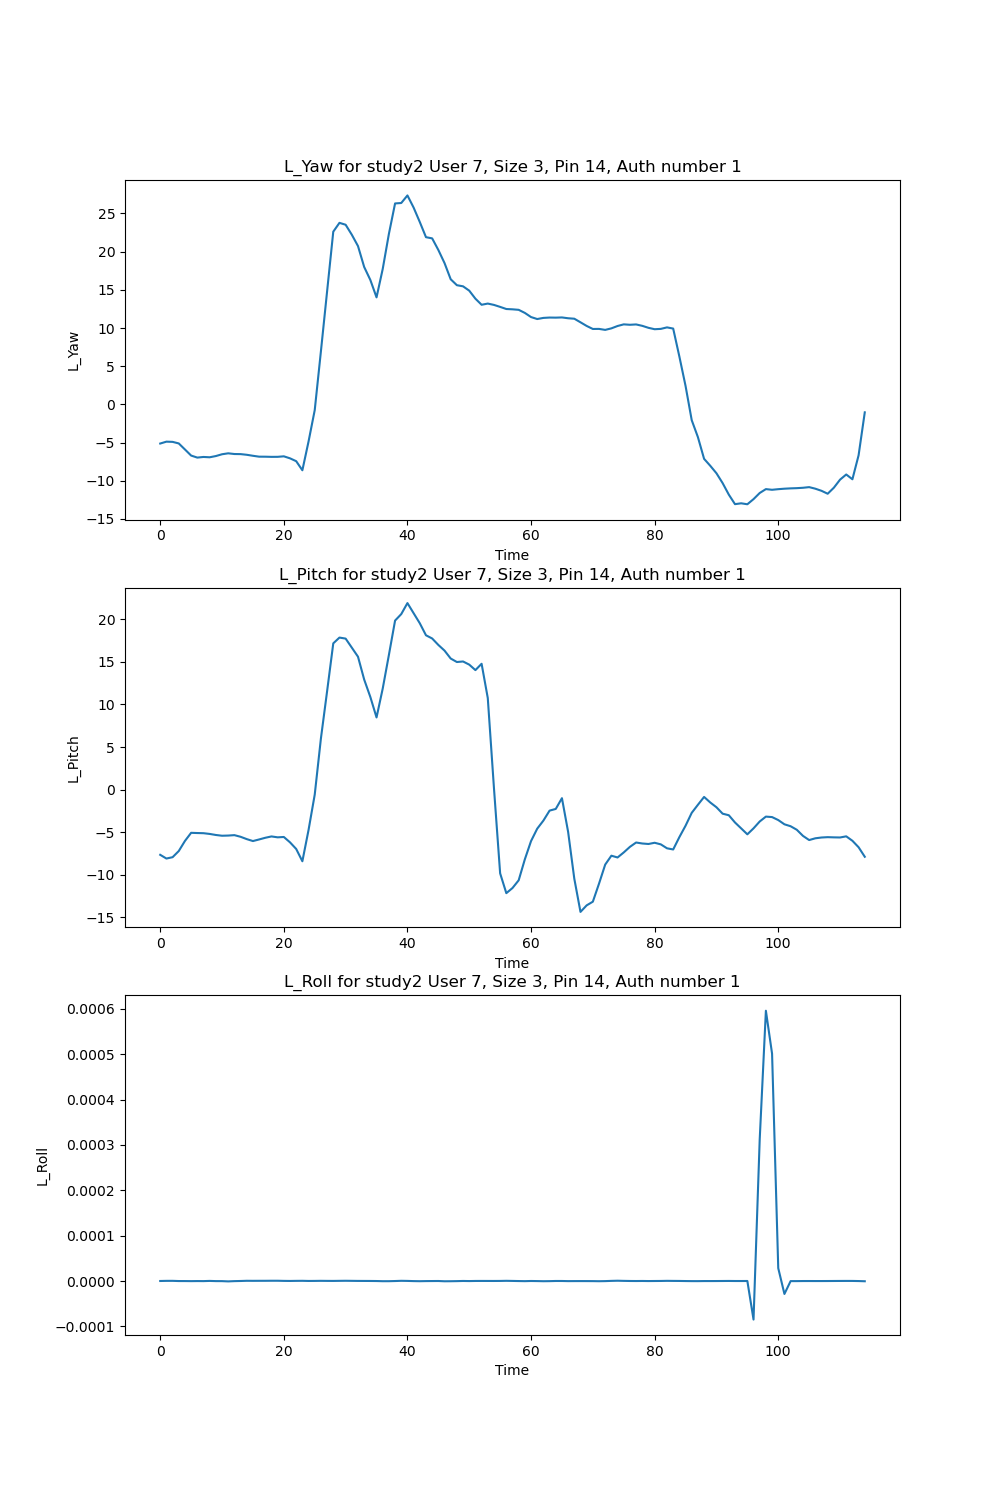 L_Yaw for study2 User 7, Size 3, Pin 14, Auth number 1
25
20
15
10
5
0
−5
−10
−15
L_Yaw
0 20 40 60 80 100
Time
L_Pitch for study2 User 7, Size 3, Pin 14, Auth number 1
20
15
10
5
0
−5
−10
−15
L_Pitch
0 20 40 60 80 100
Time
L_Roll for study2 User 7, Size 3, Pin 14, Auth number 1
0.0006
0.0005
0.0004
0.0003
0.0002
0.0001
0.0000
−0.0001
L_Roll
0 20 40 60 80 100
Time